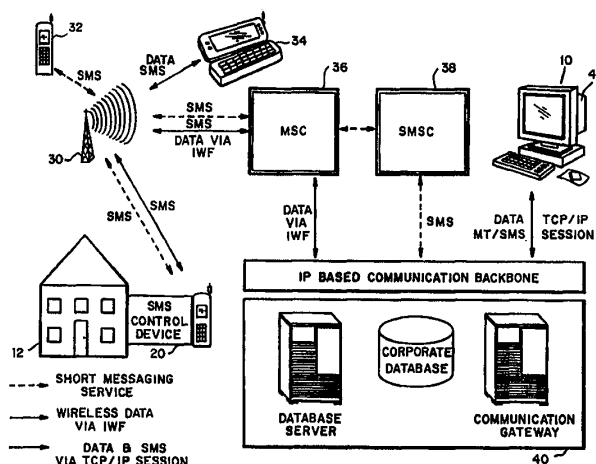 32
SMS
DATA
SMS
34
SMS
SMS
DATA VIA
IWF
30
36
MSC
38
SMSC
10
4
SMS
SMS
DATA
VIA
IWF
SMS
DATA
MT/SMS
TCP/IP
SESSION
IP BASED COMMUNICATION BACKBONE
12
SMS
CONTROL
DEVICE
20
CORPORATE
DATABASE
DATABASE
SERVER
COMMUNICATION
GATEWAY
40
SHORT MESSAGING
SERVICE
WIRELESS DATA
VIA IWF
DATA & SMS
VIA TCP/IP SESSION